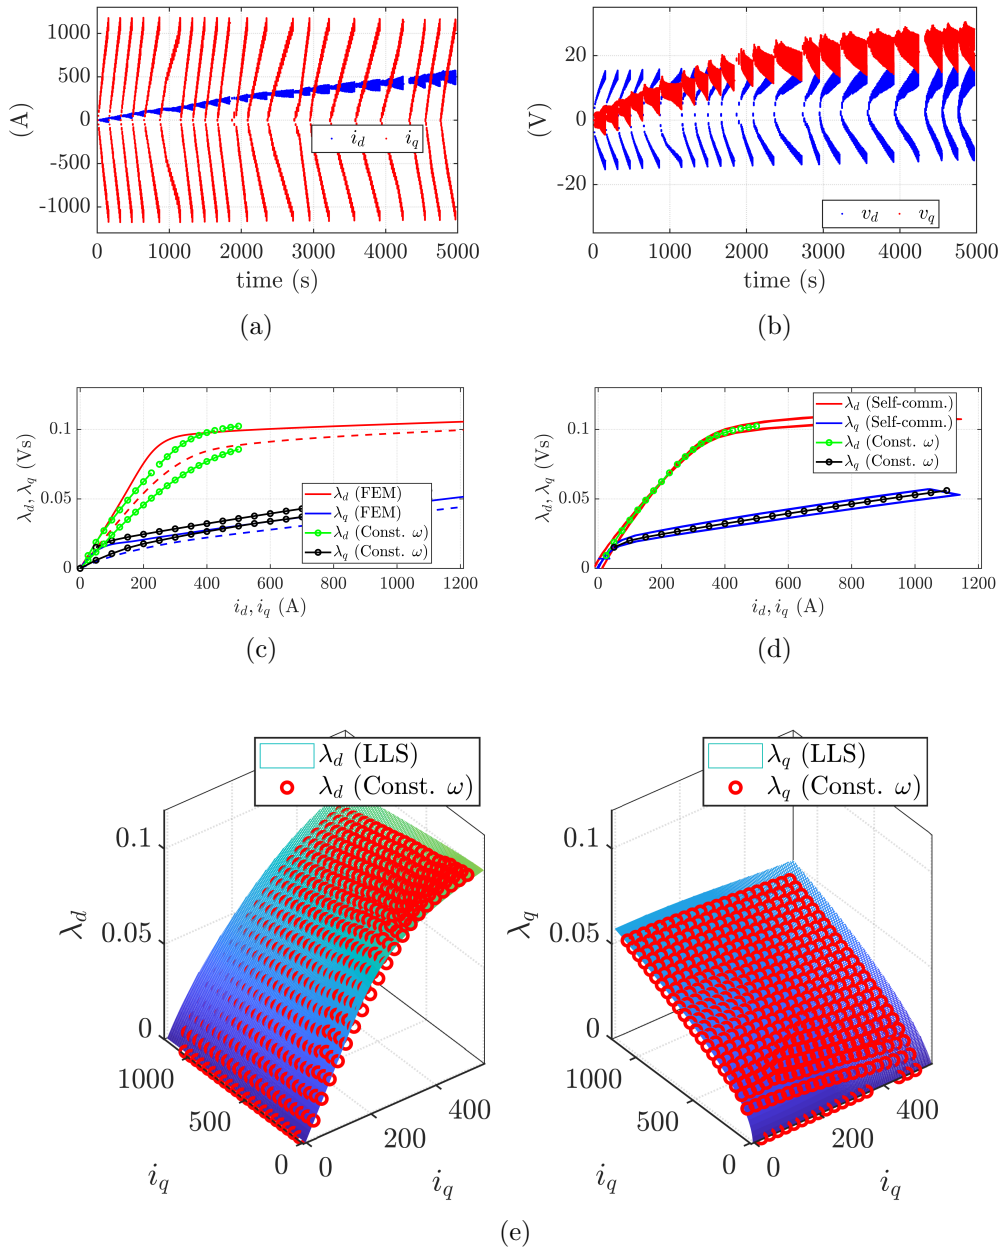 1000
500
0
-500
-1000
(A)
i_d i_q
0 1000 2000 3000 4000 5000
time (s)
(a)
20
0
-20
(V)
v_d v_q
0 1000 2000 3000 4000 5000
time (s)
(b)
0.1
0.05
0
λ_d, λ_q (Vs)
λ_d (FEM)
λ_q (FEM)
λ_d (Const. ω)
λ_q (Const. ω)
0 200 400 600 800 1000 1200
i_d, i_q (A)
(c)
0.1
0.05
0
λ_d, λ_q (Vs)
λ_d (Self-comm.)
λ_q (Self-comm.)
λ_d (Const. ω)
λ_q (Const. ω)
0 200 400 600 800 1000 1200
i_d, i_q (A)
(d)
λ_d (LLS)
λ_d (Const. ω)
0.1
0.05
0
λ_d
1000
500
0
i_q
0
200
400
i_q
λ_q (LLS)
λ_q (Const. ω)
0.1
0.05
0
λ_q
1000
500
0
i_q
0
200
400
i_q
(e)